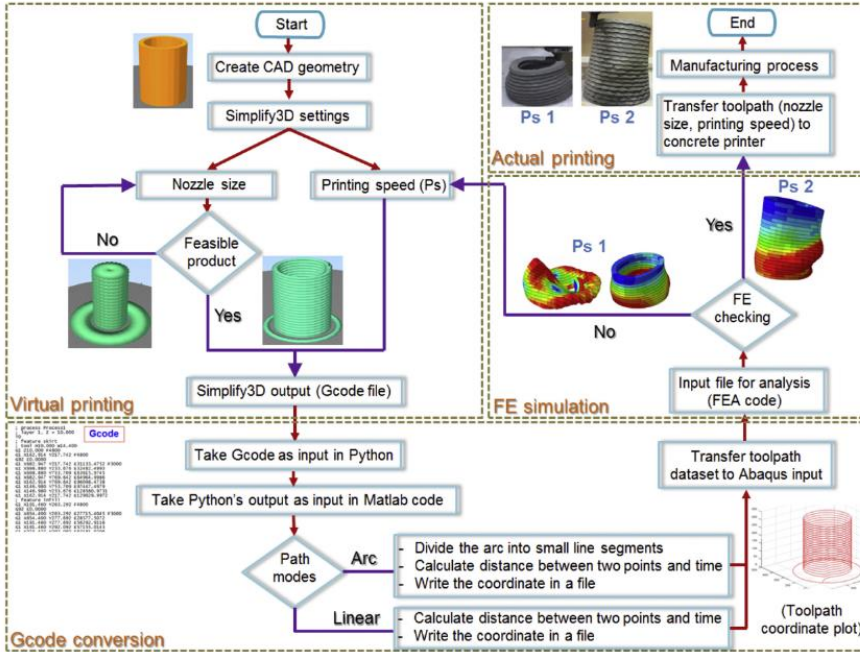 Start
Create CAD geometry
Simplify3D settings
Nozzle size
Printing speed (Ps)
No
Feasible
product
Yes
Simplify3D output (Gcode file)
Virtual printing
End
Manufacturing process
Transfer toolpath (nozzle
size, printing speed) to
concrete printer
Ps 1
Ps 2
Actual printing
Ps 2
Yes
Ps 1
FE
checking
No
Input file for analysis
(FEA code)
FE simulation
Gcode
Take Gcode as input in Python
Take Python's output as input in Matlab code
Path
modes
Arc
- Divide the arc into small line segments
- Calculate distance between two points and time
- Write the coordinate in a file
Linear
- Calculate distance between two points and time
- Write the coordinate in a file
Transfer toolpath
dataset to Abaqus input
(Toolpath
coordinate plot)
Gcode conversion